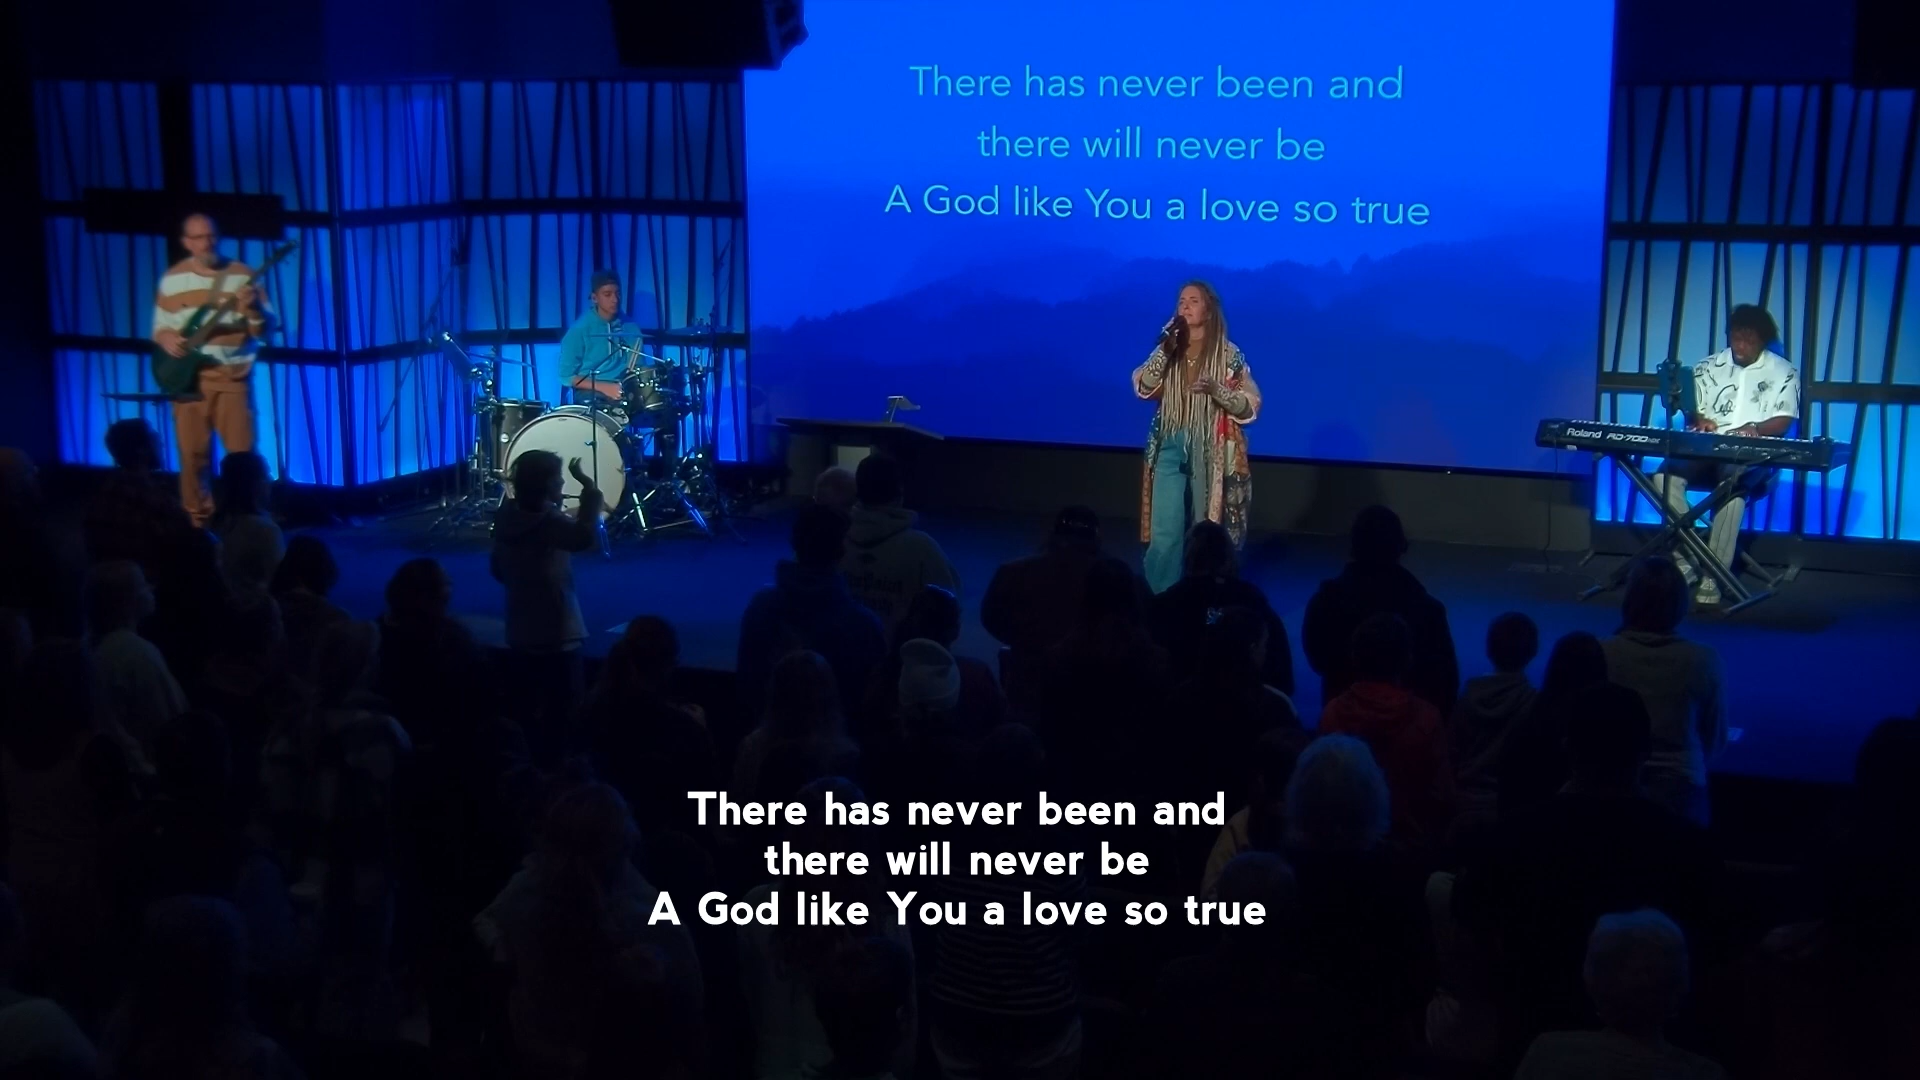 There has never been and
there will never be
A God like You a love so true
Roland RD-700
There has never been and
there will never be
A God like You a love so true